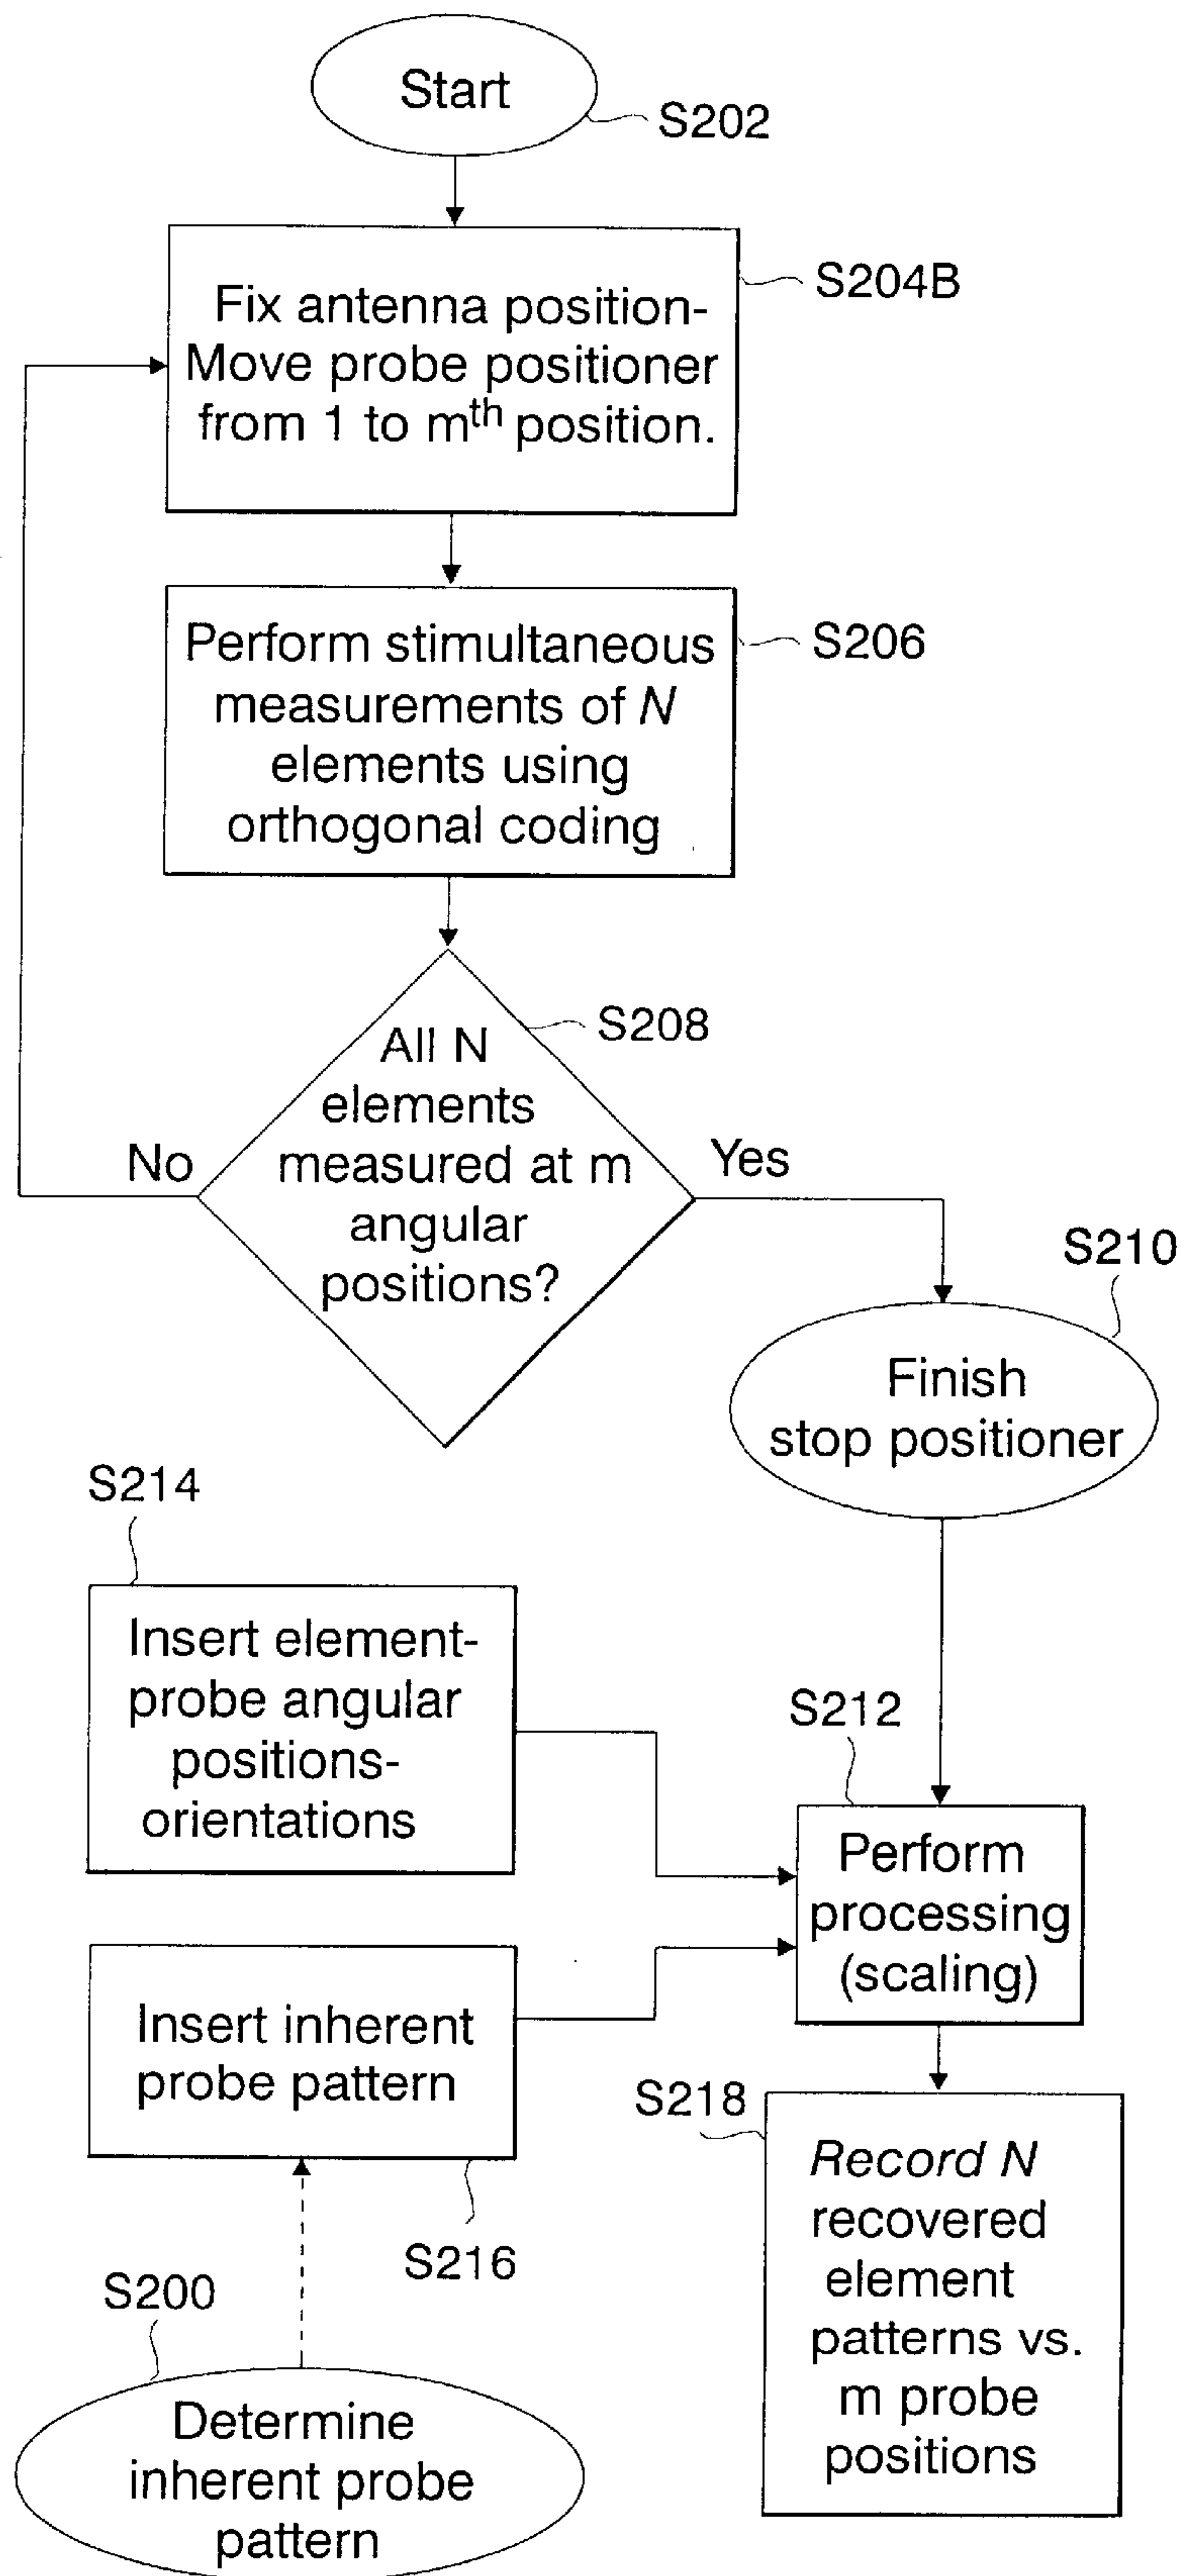 Start
S202
Fix antenna position-
Move probe positioner
from 1 to mth position.
S204B
Perform stimultaneous
measurements of N
elements using
orthogonal coding
S206
All N
elements
measured at m
angular
positions?
S208
No
Yes
S210
Finish
stop positioner
S214
Insert element-
probe angular
positions-
orientations
S212
Perform
processing
(scaling)
Insert inherent
probe pattern
S216
S218
Record N
recovered
element
patterns vs.
m probe
positions
S200
Determine
inherent probe
pattern